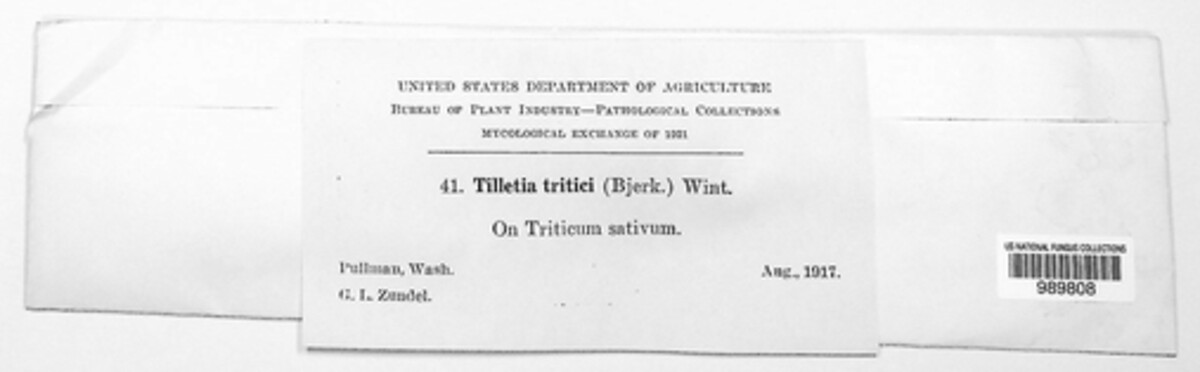 UNITED STATES DEPARTMENT OF AGRICULTURE
BUREAU OF PLANT INDUSTRY—PATHOLOGICAL COLLECTIONS
MYCOLOGICAL EXCHANGE OF 1921
41. Tilletia tritici (Bjerk.) Wint.
On Triticum sativum.
Pullman, Wash.
Aug., 1917.
G. L. Zundel.
US NATIONAL FUNGUS COLLECTIONS
989808